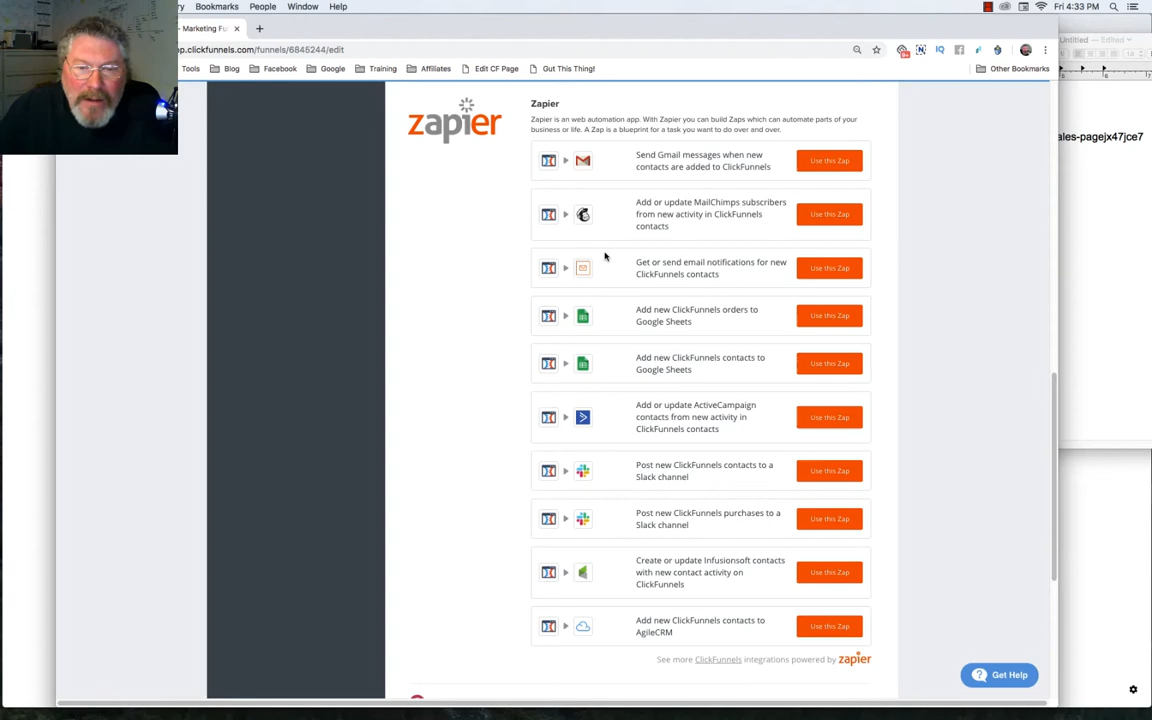 Bookmarks People Window Help
Fri 4:33 PM
- Marketing Fu
Untitled — Edited
app.clickfunnels.com/funnels/6845244/edit
Tools Blog Facebook Google Training Affiliates Edit CF Page Gut This Thing! Other Bookmarks
ales-pagejx47jce7
zapier
Zapier
Zapier is an web automation app. With Zapier you can build Zaps which can automate parts of your
business or life. A Zap is a blueprint for a task you want to do over and over.
Send Gmail messages when new
contacts are added to ClickFunnels
Use this Zap
Add or update MailChimps subscribers
from new activity in ClickFunnels
contacts
Use this Zap
Get or send email notifications for new
ClickFunnels contacts
Use this Zap
Add new ClickFunnels orders to
Google Sheets
Use this Zap
Add new ClickFunnels contacts to
Google Sheets
Use this Zap
Add or update ActiveCampaign
contacts from new activity in
ClickFunnels contacts
Use this Zap
Post new ClickFunnels contacts to a
Slack channel
Use this Zap
Post new ClickFunnels purchases to a
Slack channel
Use this Zap
Create or update Infusionsoft contacts
with new contact activity on
ClickFunnels
Use this Zap
Add new ClickFunnels contacts to
AgileCRM
Use this Zap
See more ClickFunnels integrations powered by zapier
Get Help